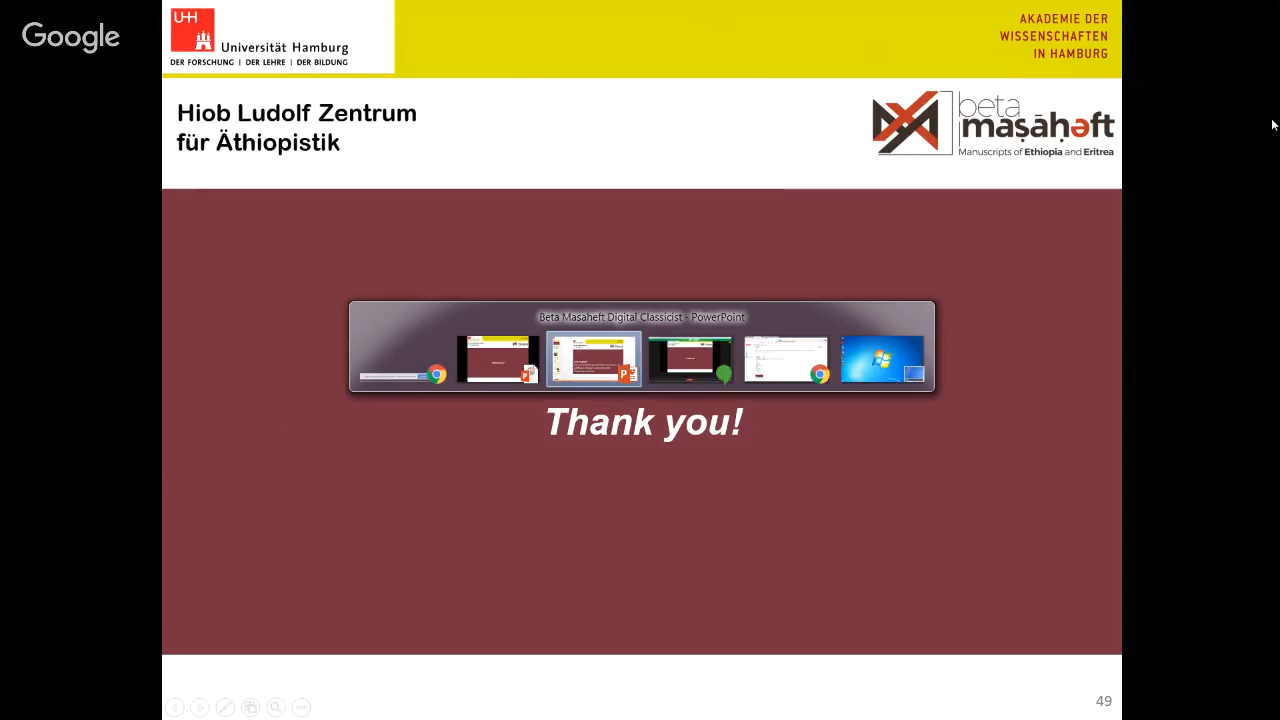 Google
UHH
Universität Hamburg
DER FORSCHUNG | DER LEHRE | DER BILDUNG
AKADEMIE DER
WISSENSCHAFTEN
IN HAMBURG
Hiob Ludolf Zentrum
für Äthiopistik
beta
maṣāḥǝft
Manuscripts of Ethiopia and Eritrea
Beta Masaheft Digital Classicist - PowerPoint
Thank you!
49